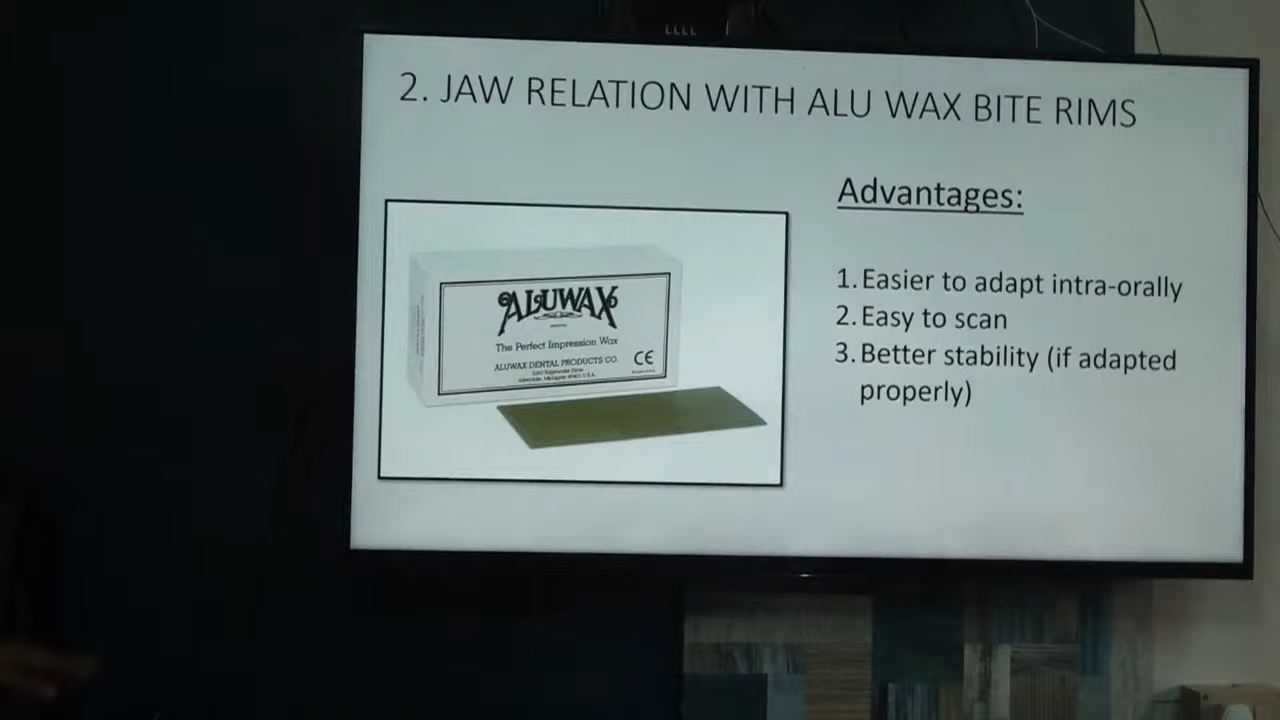 2. JAW RELATION WITH ALU WAX BITE RIMS
Advantages:
1. Easier to adapt intra-orally
2. Easy to scan
3. Better stability (if adapted
properly)
ALUWAX
The Perfect Impression Wax
ALUWAX DENTAL PRODUCTS CO.
CE